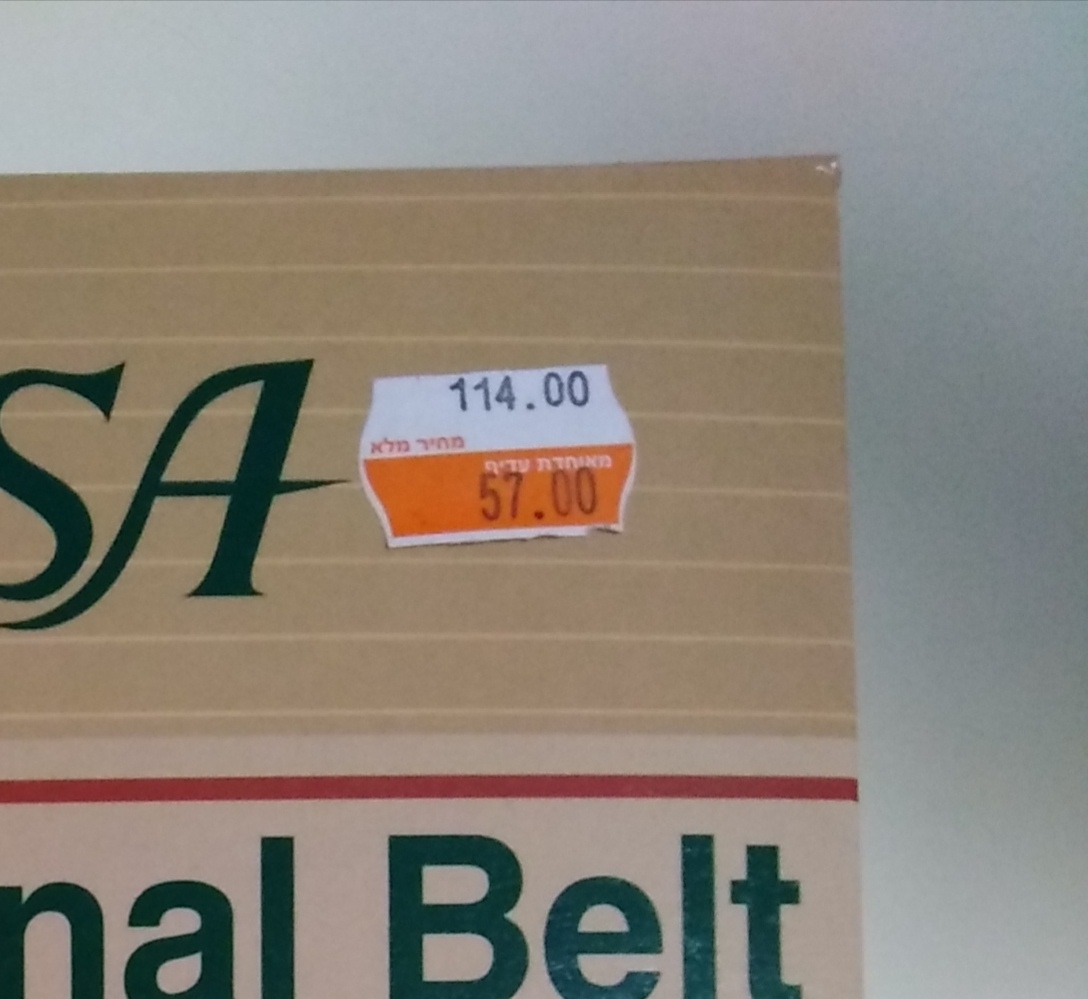 SA
114.00
מחיר מלא
מאוחדת עדיף
57.00
nal Belt